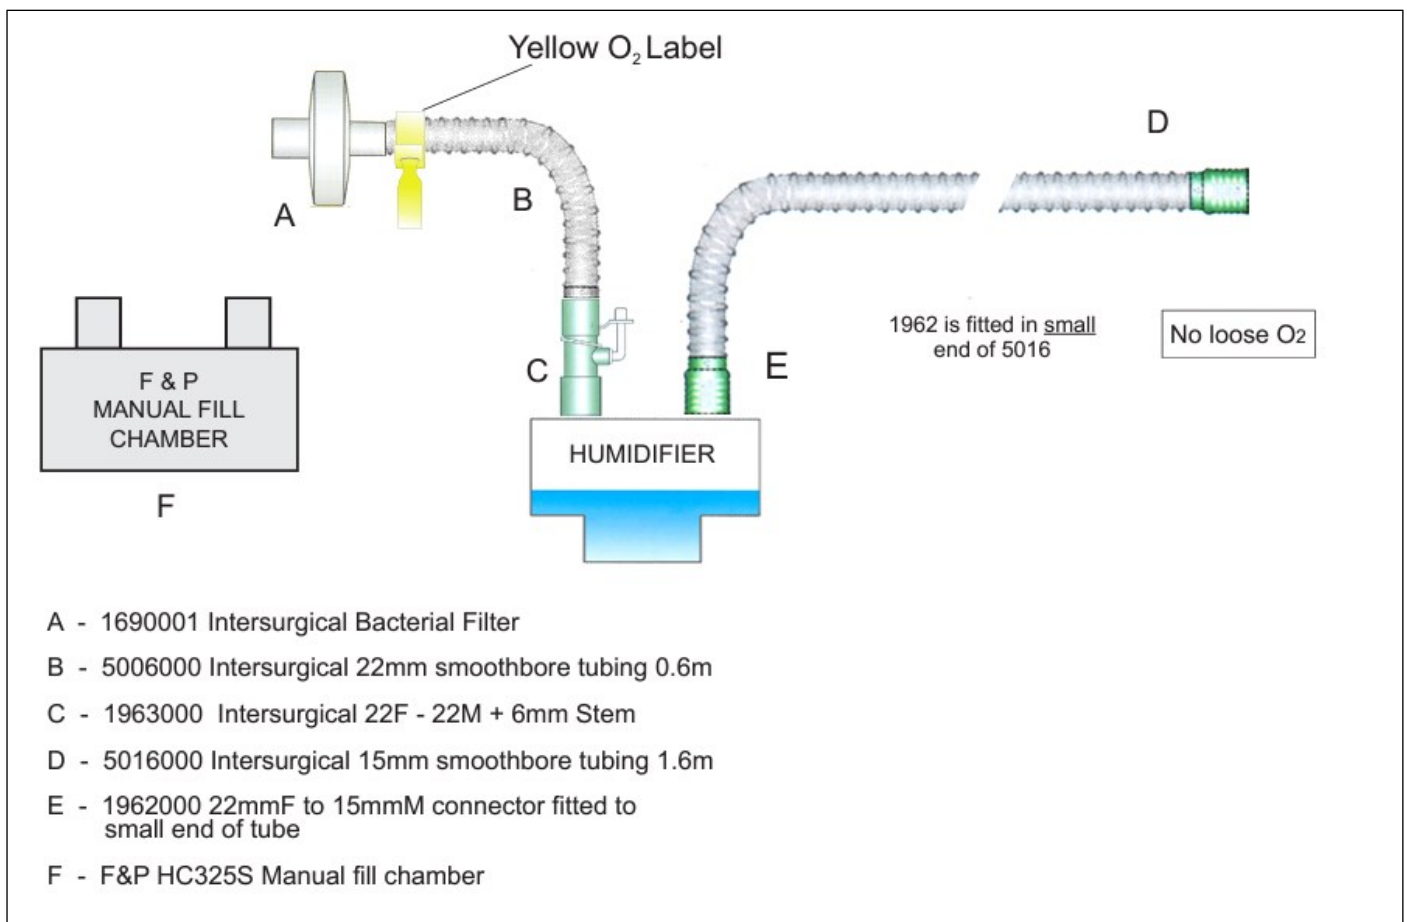 Yellow O2 Label
D
A
B
1962 is fitted in small
end of 5016
No loose O2
C
E
F & P
MANUAL FILL
CHAMBER
HUMIDIFIER
F
A - 1690001 Intersurgical Bacterial Filter
B - 5006000 Intersurgical 22mm smoothbore tubing 0.6m
C - 1963000 Intersurgical 22F - 22M + 6mm Stem
D - 5016000 Intersurgical 15mm smoothbore tubing 1.6m
E - 1962000 22mmF to 15mmM connector fitted to
small end of tube
F - F&P HC325S Manual fill chamber